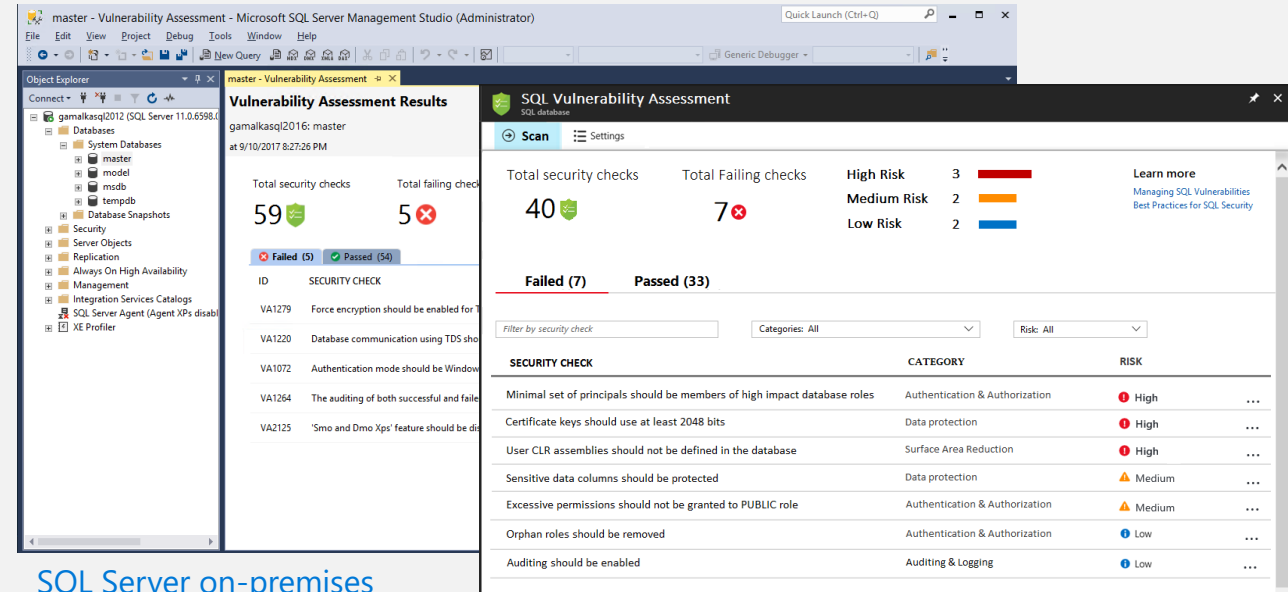 master - Vulnerability Assessment - Microsoft SQL Server Management Studio (Administrator)
Quick Launch (Ctrl+Q)
File Edit View Project Debug Tools Window Help
New Query
Generic Debugger
Object Explorer
Connect
gamalkasql2012 (SQL Server 11.0.6598.0
Databases
System Databases
master
model
msdb
tempdb
Database Snapshots
Security
Server Objects
Replication
Always On High Availability
Management
Integration Services Catalogs
SQL Server Agent (Agent XPs disabl
XE Profiler
master - Vulnerability Assessment
Vulnerability Assessment Results
gamalkasql2016: master
at 9/10/2017 8:27:26 PM
Total security checks
Total failing check
59
5
Failed (5)
Passed (54)
ID SECURITY CHECK
VA1279 Force encryption should be enabled for T
VA1220 Database communication using TDS sho
VA1072 Authentication mode should be Window
VA1264 The auditing of both successful and faile
VA2125 'Smo and Dmo Xps' feature should be dis
SQL Vulnerability Assessment
SQL database
Scan
Settings
Total security checks
Total Failing checks
40
7
High Risk 3
Medium Risk 2
Low Risk 2
Learn more
Managing SQL Vulnerabilities
Best Practices for SQL Security
Failed (7)
Passed (33)
Filter by security check
Categories: All
Risk: All
SECURITY CHECK CATEGORY RISK
Minimal set of principals should be members of high impact database roles Authentication & Authorization High ...
Certificate keys should use at least 2048 bits Data protection High ...
User CLR assemblies should not be defined in the database Surface Area Reduction High ...
Sensitive data columns should be protected Data protection Medium ...
Excessive permissions should not be granted to PUBLIC role Authentication & Authorization Medium ...
Orphan roles should be removed Authentication & Authorization Low ...
Auditing should be enabled Auditing & Logging Low ...
SQL Server on-premises